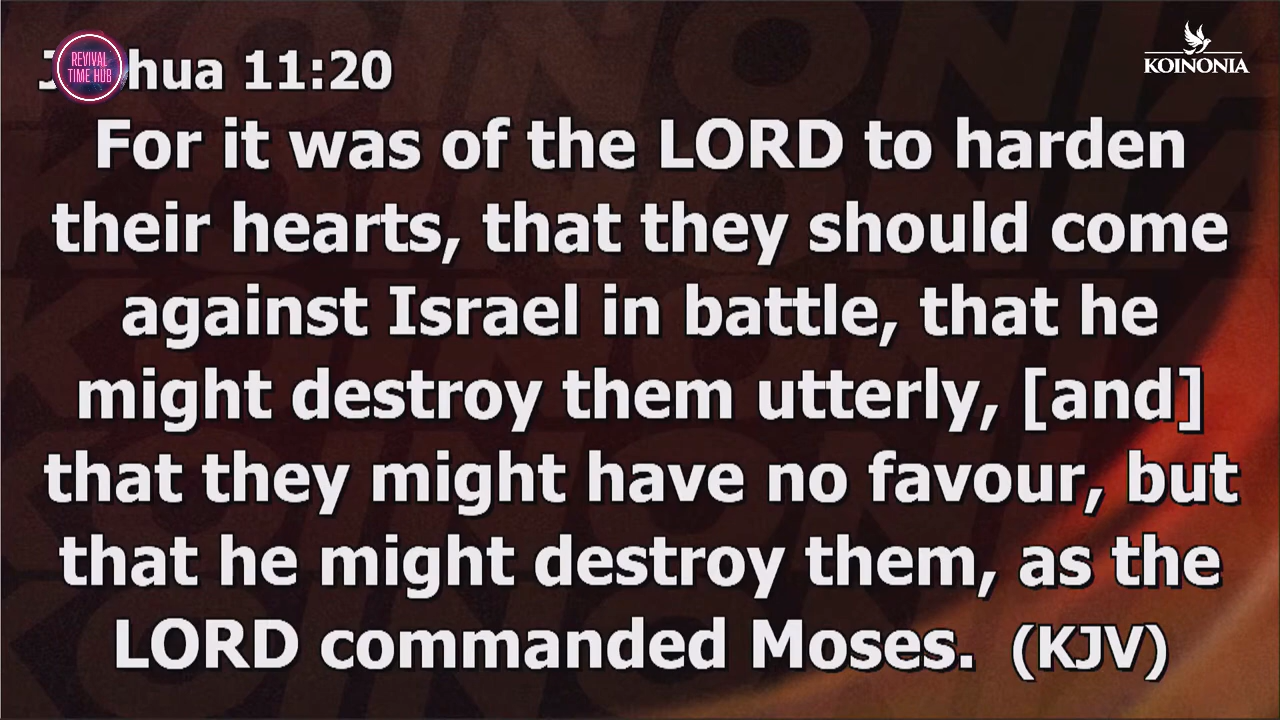 REVIVAL
TIME HUB
KOINONIA
hua 11:20
For it was of the LORD to harden
their hearts, that they should come
against Israel in battle, that he
might destroy them utterly, [and]
that they might have no favour, but
that he might destroy them, as the
LORD commanded Moses. (KJV)